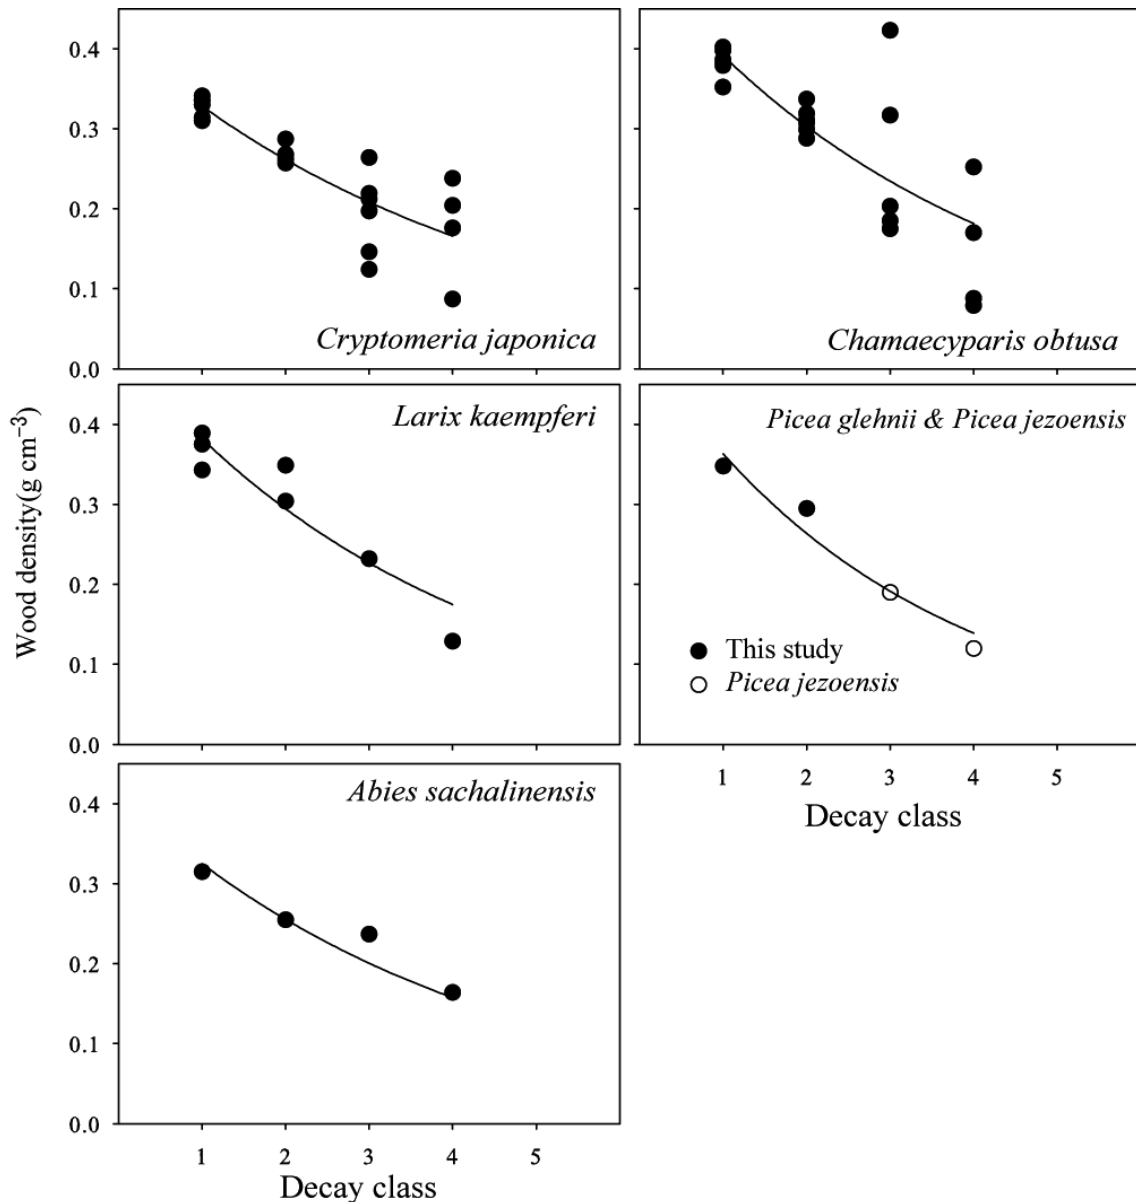 0.4
0.3
0.2
0.1
0.0
Cryptomeria japonica
Chamaecyparis obtusa
Wood density(g cm⁻³)
0.4
0.3
0.2
0.1
0.0
Larix kaempferi
Picea glehnii & Picea jezoensis
This study
Picea jezoensis
1 2 3 4 5
Decay class
0.4
0.3
0.2
0.1
0.0
Abies sachalinensis
1 2 3 4 5
Decay class